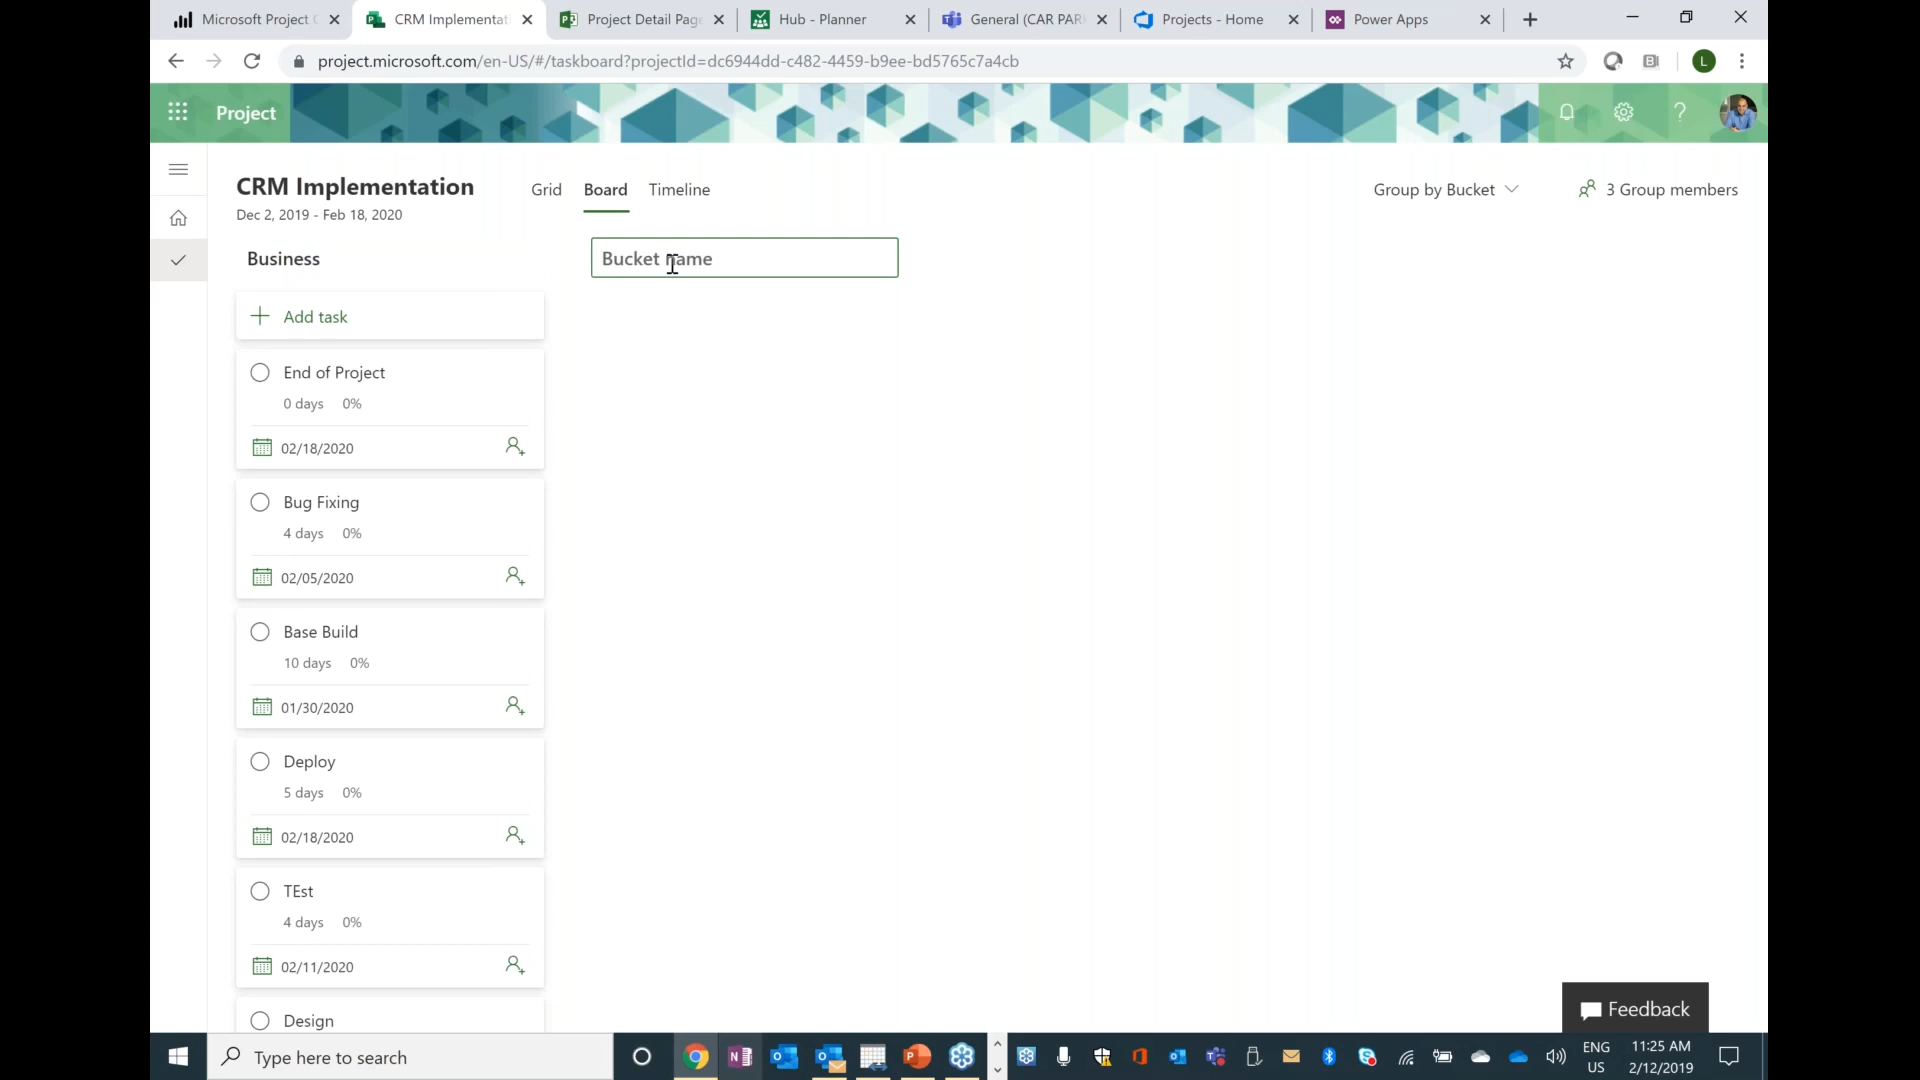 Microsoft Project
CRM Implementat
Project Detail Page
Hub - Planner
General (CAR PAR
Projects - Home
Power Apps
project.microsoft.com/en-US/#/taskboard?projectId=dc6944dd-c482-4459-b9ee-bd5765c7a4cb
L
Project
CRM Implementation
Grid
Board
Timeline
Group by Bucket
3 Group members
Dec 2, 2019 - Feb 18, 2020
Business
Bucket name
Add task
End of Project
0 days 0%
02/18/2020
Bug Fixing
4 days 0%
02/05/2020
Base Build
10 days 0%
01/30/2020
Deploy
5 days 0%
02/18/2020
TEst
4 days 0%
02/11/2020
Design
Feedback
Type here to search
ENG
US
11:25 AM
2/12/2019